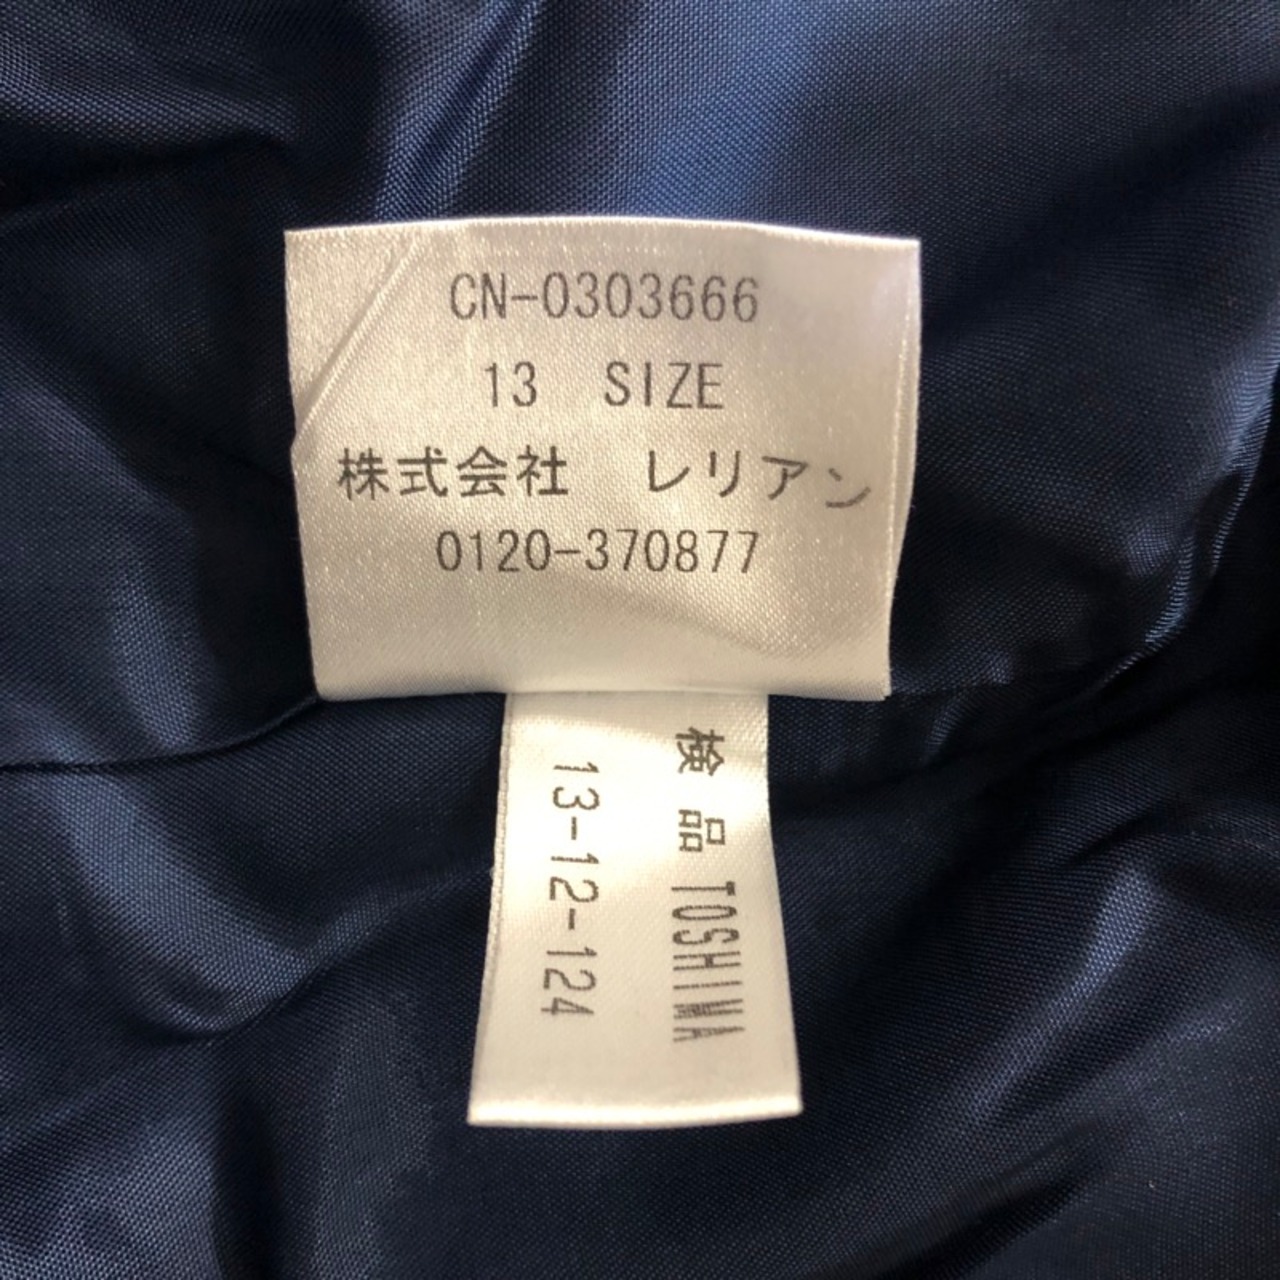 CN-0303666
13 SIZE
株式会社 レリアン
0120-370877
検品 TOSHIMA
13-12-124